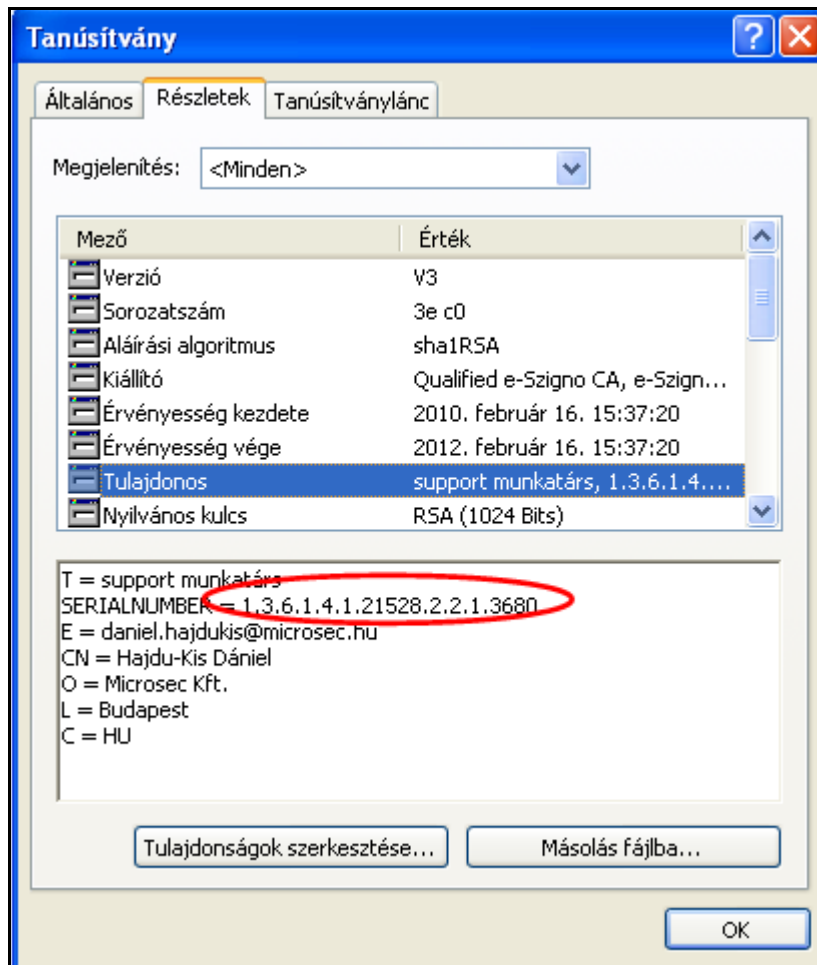 Tanúsítvány
Általános Részletek Tanúsítványlánc
Megjelenítés: <Minden>
Mező Érték
Verzió V3
Sorozatszám 3e c0
Aláírási algoritmus sha1RSA
Kiállító Qualified e-Szigno CA, e-Szign...
Érvényesség kezdete 2010. február 16. 15:37:20
Érvényesség vége 2012. február 16. 15:37:20
Tulajdonos support munkatárs, 1.3.6.1.4....
Nyilvános kulcs RSA (1024 Bits)
T = support munkatárs
SERIALNUMBER = 1.3.6.1.4.1.21528.2.2.1.3680
E = daniel.hajdukis@microsec.hu
CN = Hajdu-Kis Dániel
O = Microsec Kft.
L = Budapest
C = HU
Tulajdonságok szerkesztése... Másolás fájlba...
OK